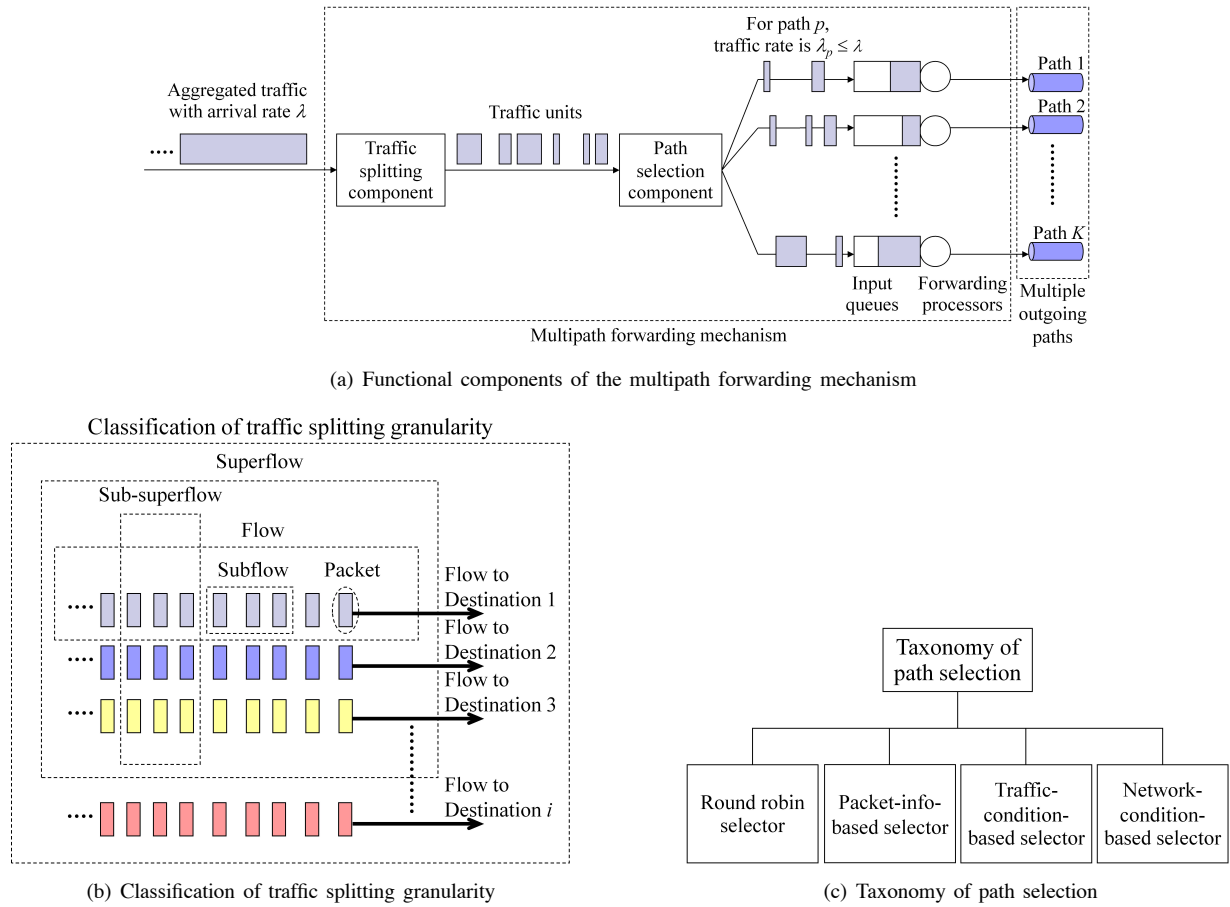 For path p,
traffic rate is λp ≤ λ
Aggregated traffic
with arrival rate λ
Traffic units
Traffic
splitting
component
Path
selection
component
Path 1
Path 2
Path K
Input
queues
Forwarding
processors
Multiple
outgoing
paths
Multipath forwarding mechanism
(a) Functional components of the multipath forwarding mechanism
Classification of traffic splitting granularity
Superflow
Sub-superflow
Flow
Subflow
Packet
Flow to
Destination 1
Flow to
Destination 2
Flow to
Destination 3
Flow to
Destination i
(b) Classification of traffic splitting granularity
Taxonomy of
path selection
Round robin
selector
Packet-info-
based selector
Traffic-
condition-
based selector
Network-
condition-
based selector
(c) Taxonomy of path selection